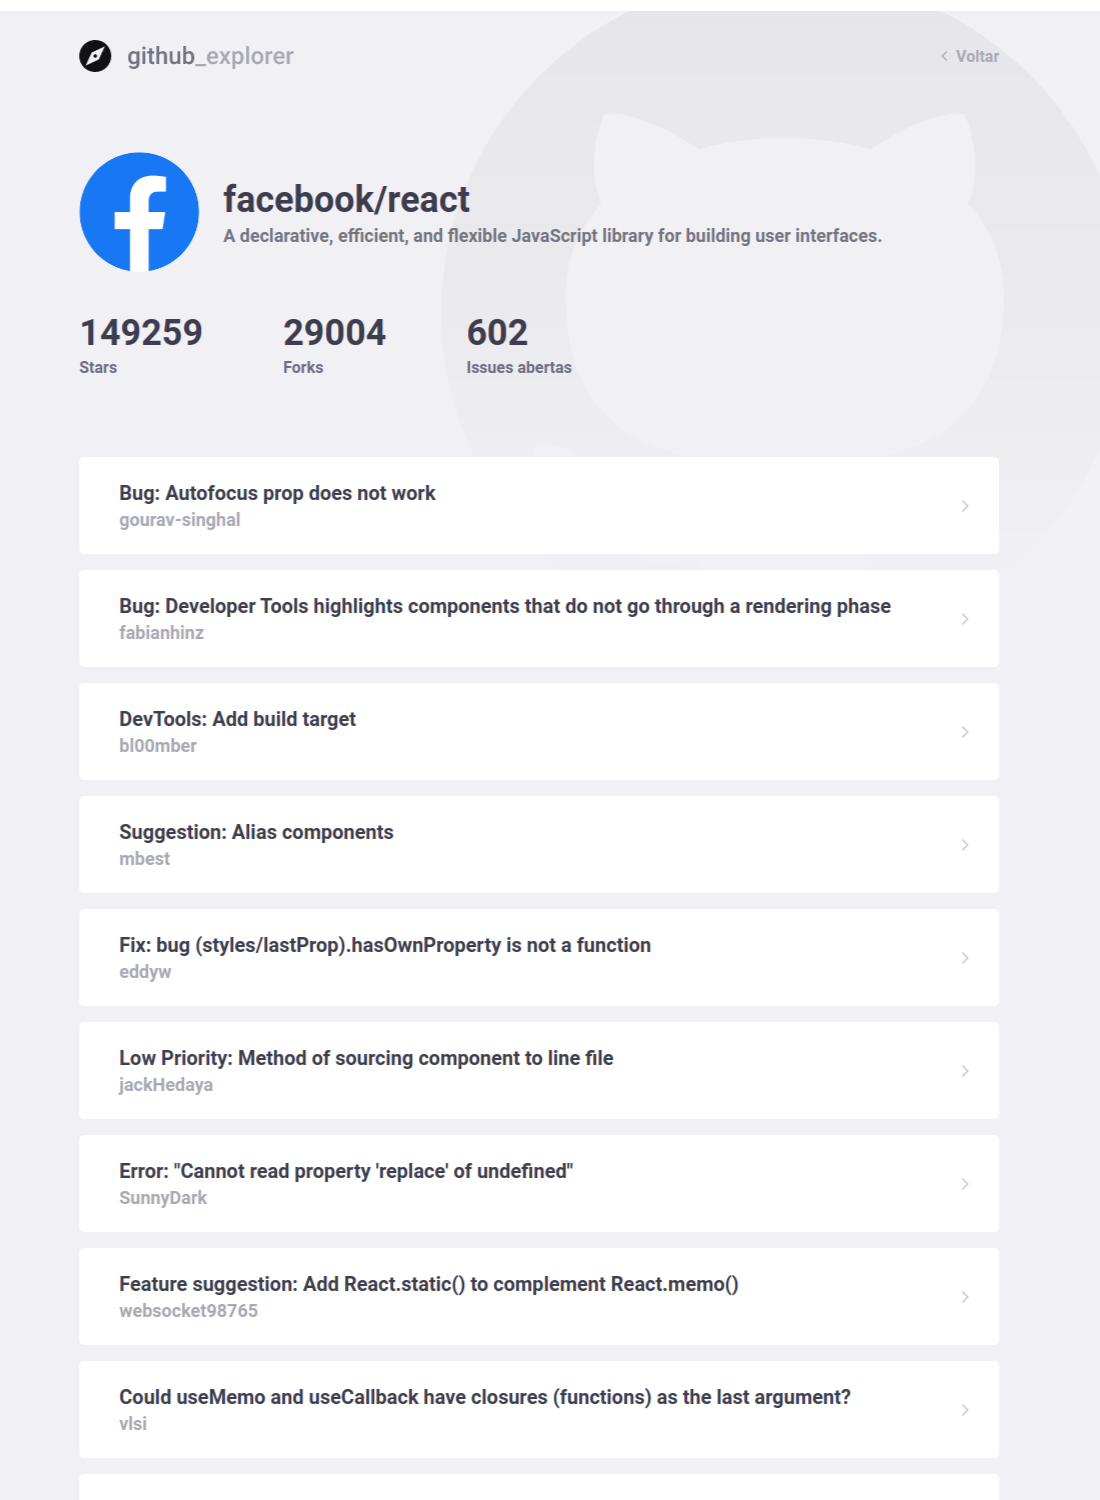 github_explorer
Voltar
facebook/react
A declarative, efficient, and flexible JavaScript library for building user interfaces.
149259 29004 602
Stars Forks Issues abertas
Bug: Autofocus prop does not work
gourav-singhal
Bug: Developer Tools highlights components that do not go through a rendering phase
fabianhinz
DevTools: Add build target
bl00mber
Suggestion: Alias components
mbest
Fix: bug (styles/lastProp).hasOwnProperty is not a function
eddyw
Low Priority: Method of sourcing component to line file
jackHedaya
Error: "Cannot read property 'replace' of undefined"
SunnyDark
Feature suggestion: Add React.static() to complement React.memo()
websocket98765
Could useMemo and useCallback have closures (functions) as the last argument?
vlsi